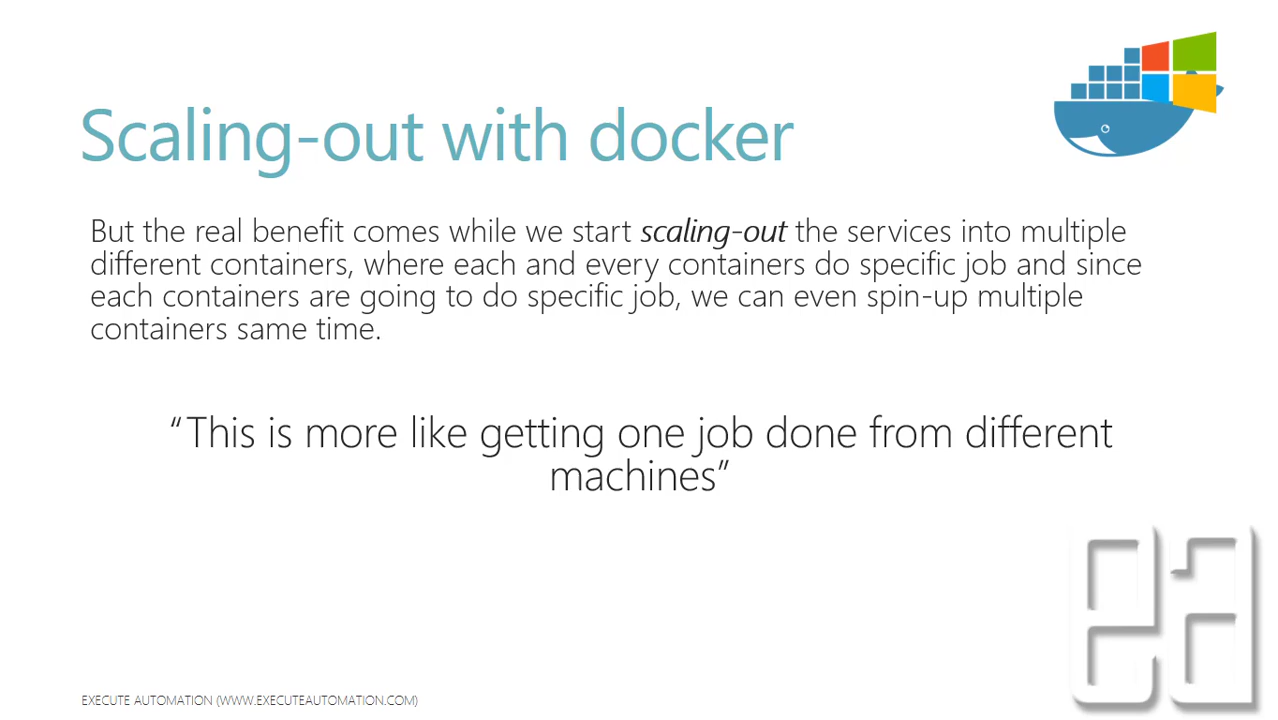 Scaling-out with docker
But the real benefit comes while we start scaling-out the services into multiple
different containers, where each and every containers do specific job and since
each containers are going to do specific job, we can even spin-up multiple
containers same time.
“This is more like getting one job done from different
machines”
ea
EXECUTE AUTOMATION (WWW.EXECUTEAUTOMATION.COM)